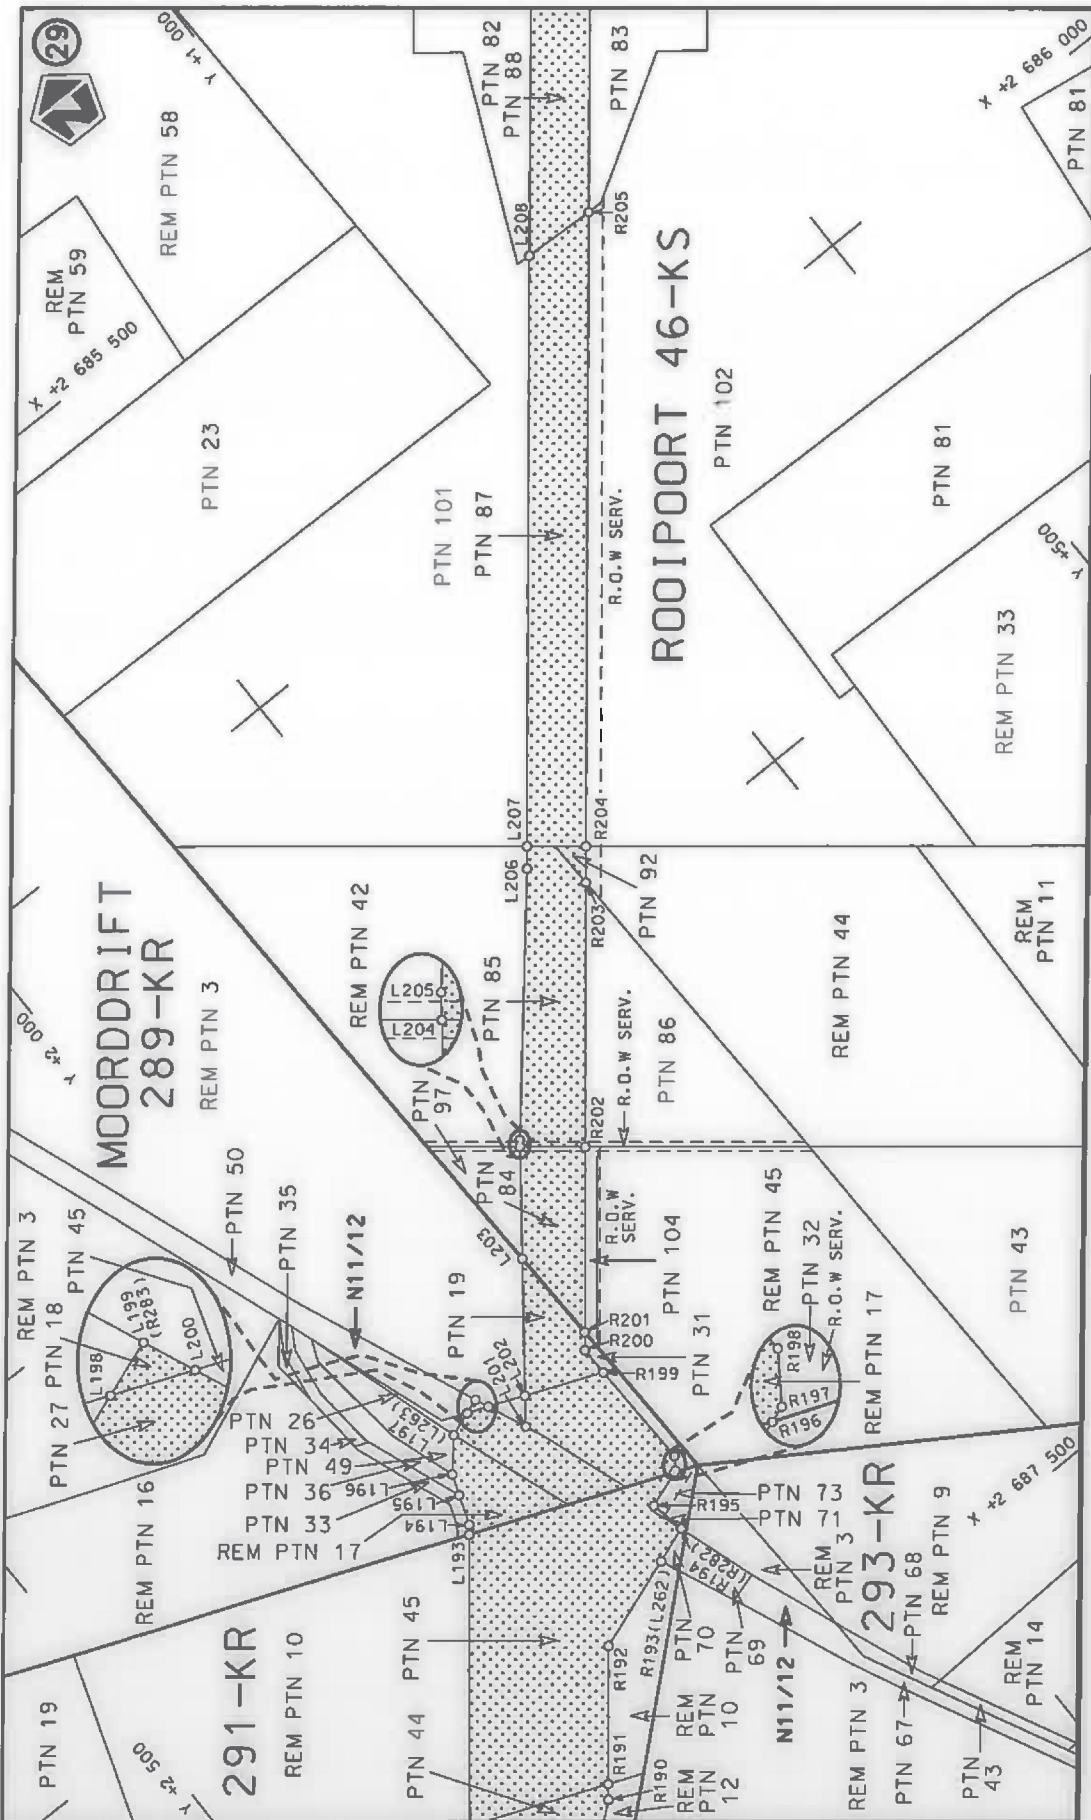 29
Y +1 000
REM PTN 58
REM
PTN 59
X +2 685 500
PTN 23
PTN 82
PTN 88
PTN 83
L208
R205
X +2 686 000
PTN 81
ROOIPOORT 46-KS
PTN 102
PTN 101
PTN 87
R.O.W SERV.
PTN 81
Y +500
REM PTN 33
L207
L206
R204
R203
PTN 92
MOORDDRIFT
289-KR
REM PTN 3
Y +2 000
REM PTN 42
L205
L204
PTN 85
PTN
97
PTN
84
R202
R.O.W SERV.
PTN 86
REM PTN 44
REM
PTN 11
REM PTN 3
PTN 45
PTN 18
PTN 27
L198
L199
(R283)
L200
PTN 50
PTN 35
N11/12
PTN 19
L203
L202
L201
R.O.W
SERV.
PTN 104
R201
R200
R199
PTN 31
REM PTN 45
PTN 32
R.O.W SERV.
REM PTN 17
R198
R197
R196
PTN 43
PTN 26
PTN 34
PTN 49
PTN 36
PTN 33
REM PTN 17
L197
(L263)
L196
L195
L194
L193
REM PTN 16
R195
PTN 73
PTN 71
REM
PTN 3
293-KR
PTN 68
REM PTN 9
X +2 687 500
291-KR
REM PTN 10
PTN 45
PTN 44
PTN 19
Y +2 500
R192
R193(L262)
R194
(R282)
PTN
70
PTN
69
N11/12
R191
R190
REM
PTN
10
REM
PTN
12
REM PTN 3
PTN 67
PTN
43
REM
PTN 14